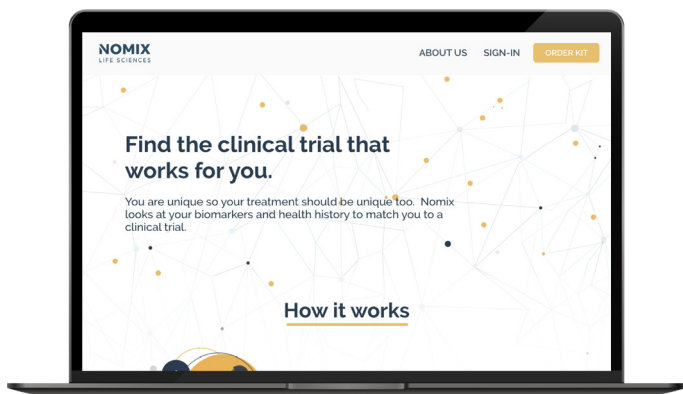 NOMIX
LIFE SCIENCES
ABOUT US
SIGN-IN
ORDER KIT
Find the clinical trial that
works for you.
You are unique so your treatment should be unique too. Nomix
looks at your biomarkers and health history to match you to a
clinical trial.
How it works